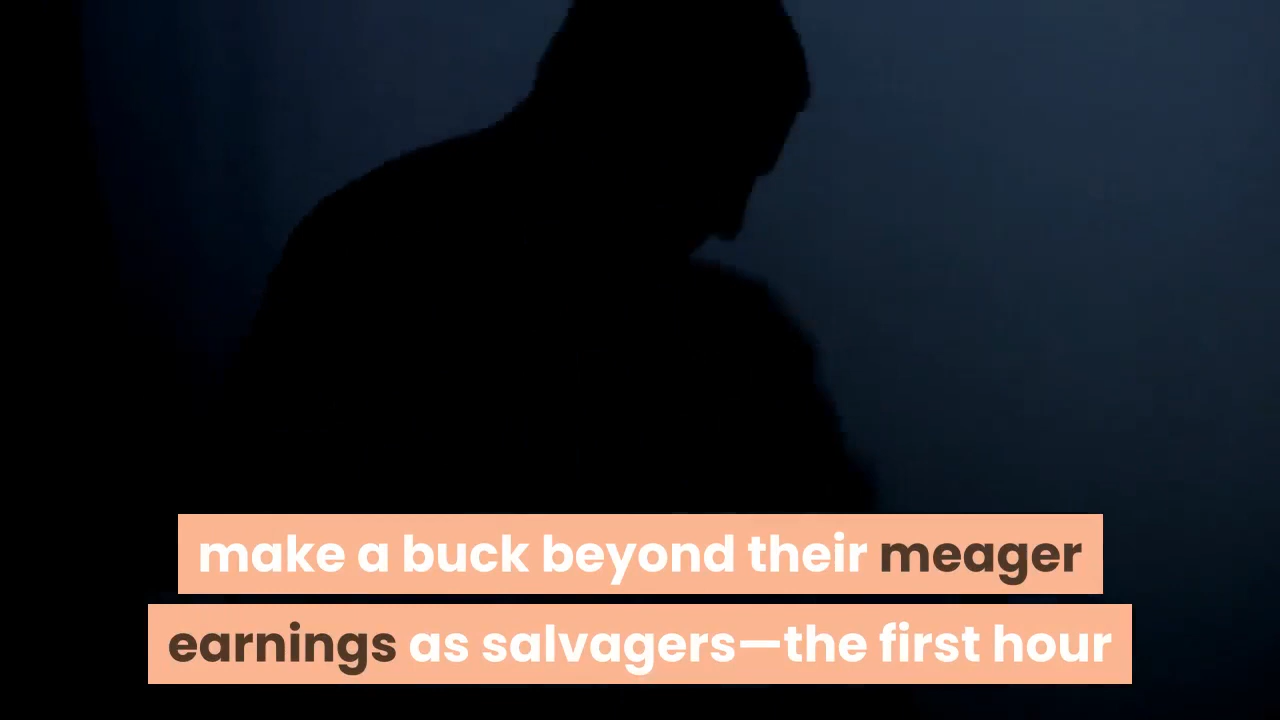 make a buck beyond their meager
earnings as salvagers—the first hour